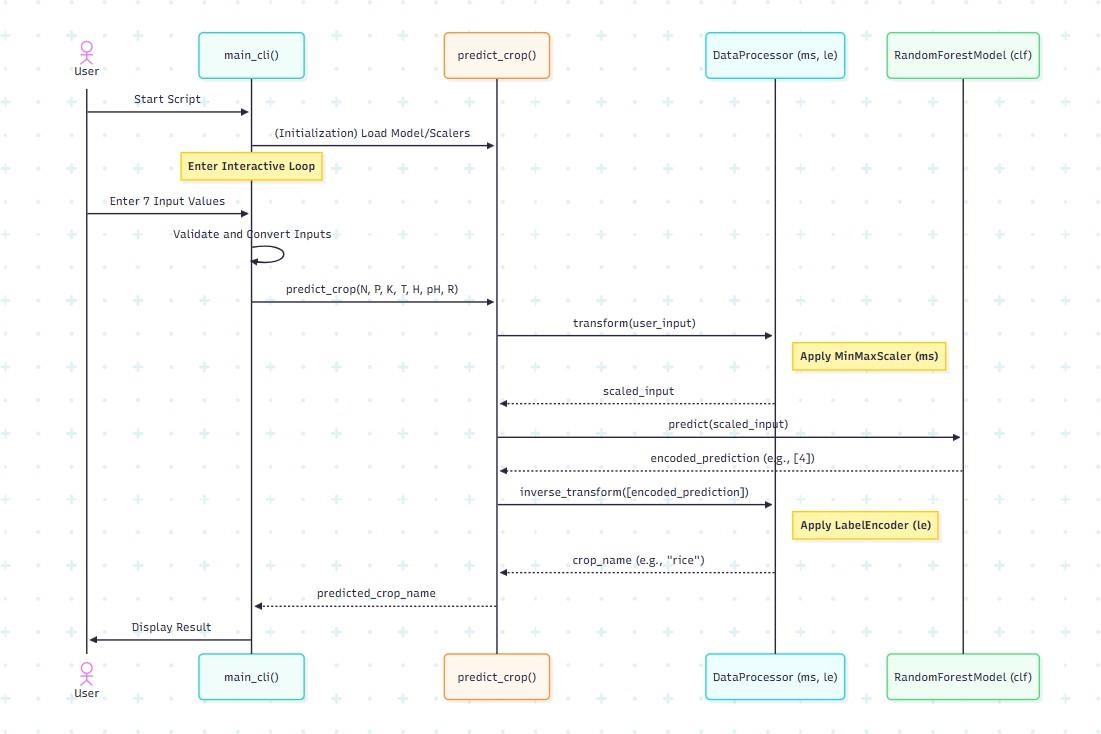 User
main_cli()
predict_crop()
DataProcessor (ms, le)
RandomForestModel (clf)
Start Script
(Initialization) Load Model/Scalers
Enter Interactive Loop
Enter 7 Input Values
Validate and Convert Inputs
predict_crop(N, P, K, T, H, pH, R)
transform(user_input)
Apply MinMaxScaler (ms)
scaled_input
predict(scaled_input)
encoded_prediction (e.g., [4])
inverse_transform([encoded_prediction])
Apply LabelEncoder (le)
crop_name (e.g., "rice")
predicted_crop_name
Display Result
User
main_cli()
predict_crop()
DataProcessor (ms, le)
RandomForestModel (clf)